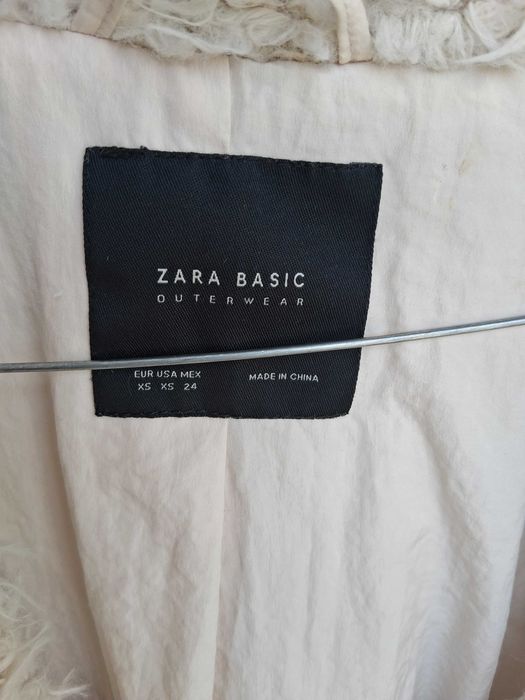 ZARA BASIC
OUTERWEAR
EUR USA MEX
XS XS 24
MADE IN CHINA